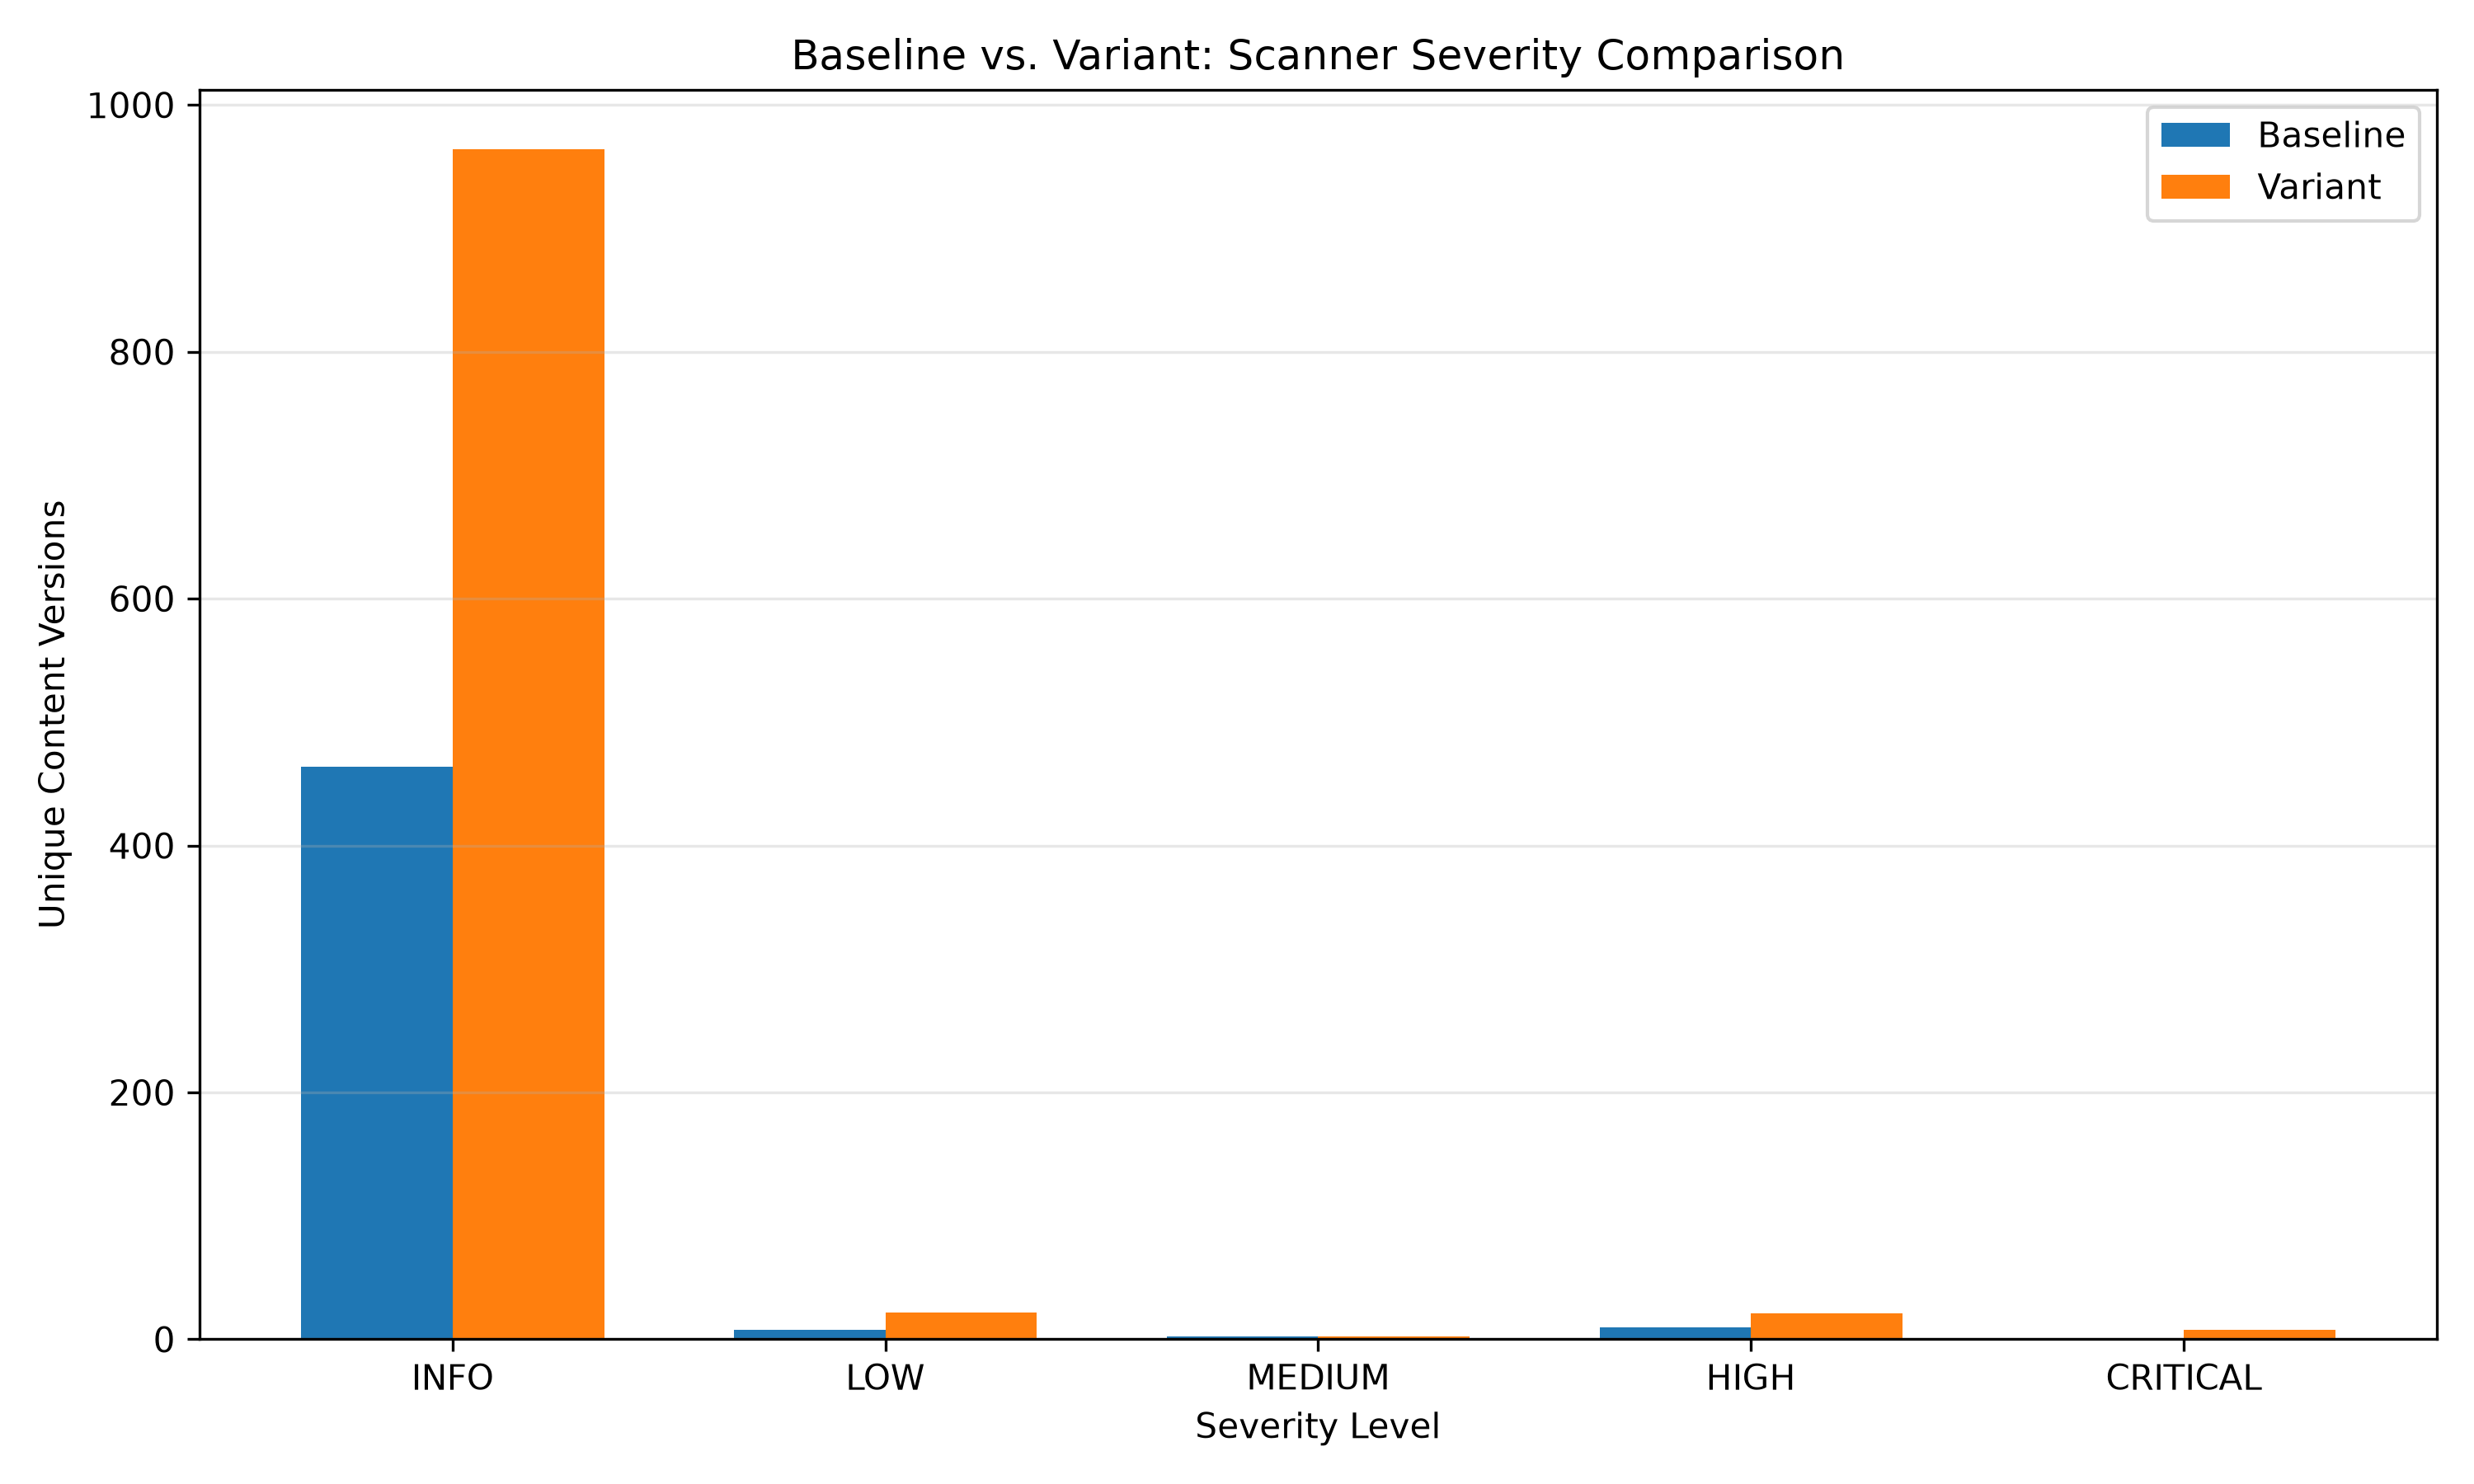 Baseline vs. Variant: Scanner Severity Comparison
Baseline
Variant
Unique Content Versions
1000
800
600
400
200
0
INFO LOW MEDIUM HIGH CRITICAL
Severity Level